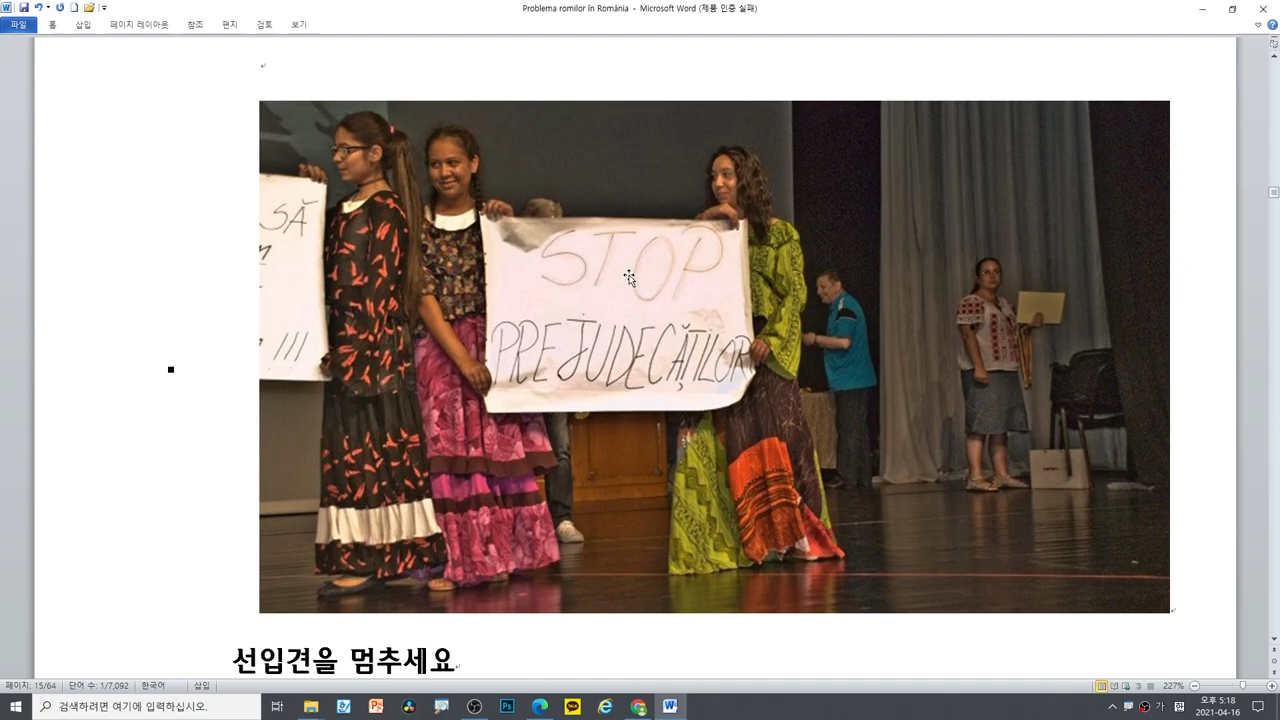 Problema romilor în România - Microsoft Word (제품 인증 실패)
파일 홈 삽입 페이지 레이아웃 참조 편지 검토 보기
SĂ
!!!
STOP
PREJUDECĂȚILOR
선입견을 멈추세요
페이지: 15/64 단어 수: 1/7,092 한국어 삽입 227%
검색하려면 여기에 입력하십시오. 가 오후 5:18
2021-04-16